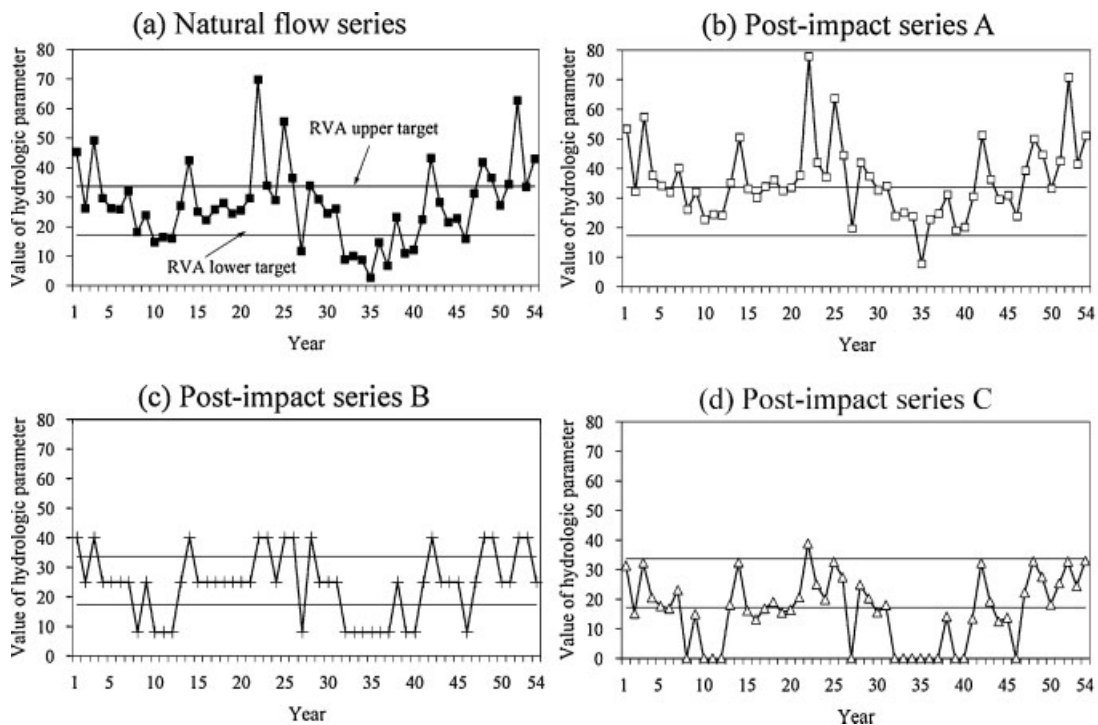 (a) Natural flow series
Value of hydrologic parameter
80
70
60
50
40
30
20
10
0
RVA upper target
RVA lower target
1 5 10 15 20 25 30 35 40 45 54
Year
(b) Post-impact series A
Value of hydrologic parameter
80
70
60
50
40
30
20
10
0
1 5 10 15 20 25 30 35 40 45 54
Year
(c) Post-impact series B
Value of hydrologic parameter
80
70
60
50
40
30
20
10
0
1 5 10 15 20 25 30 35 40 45 54
Year
(d) Post-impact series C
Value of hydrologic parameter
80
70
60
50
40
30
20
10
0
1 5 10 15 20 25 30 35 40 45 54
Year